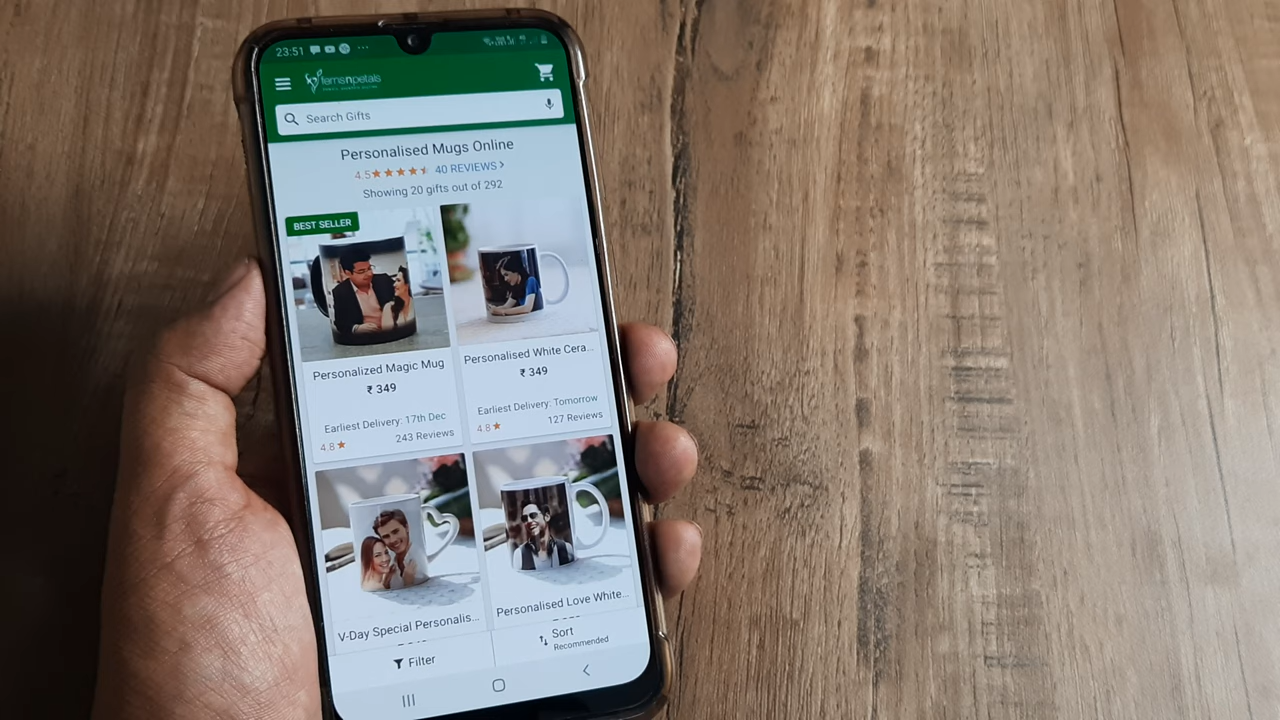 23:51
fernsnpetals
Search Gifts
Personalised Mugs Online
4.5 40 REVIEWS >
Showing 20 gifts out of 292
BEST SELLER
Personalized Magic Mug
₹ 349
Earliest Delivery: 17th Dec
4.8 243 Reviews
Personalised White Cera...
₹ 349
Earliest Delivery: Tomorrow
4.8 127 Reviews
V-Day Special Personalis...
Personalised Love White...
Filter
Sort
Recommended